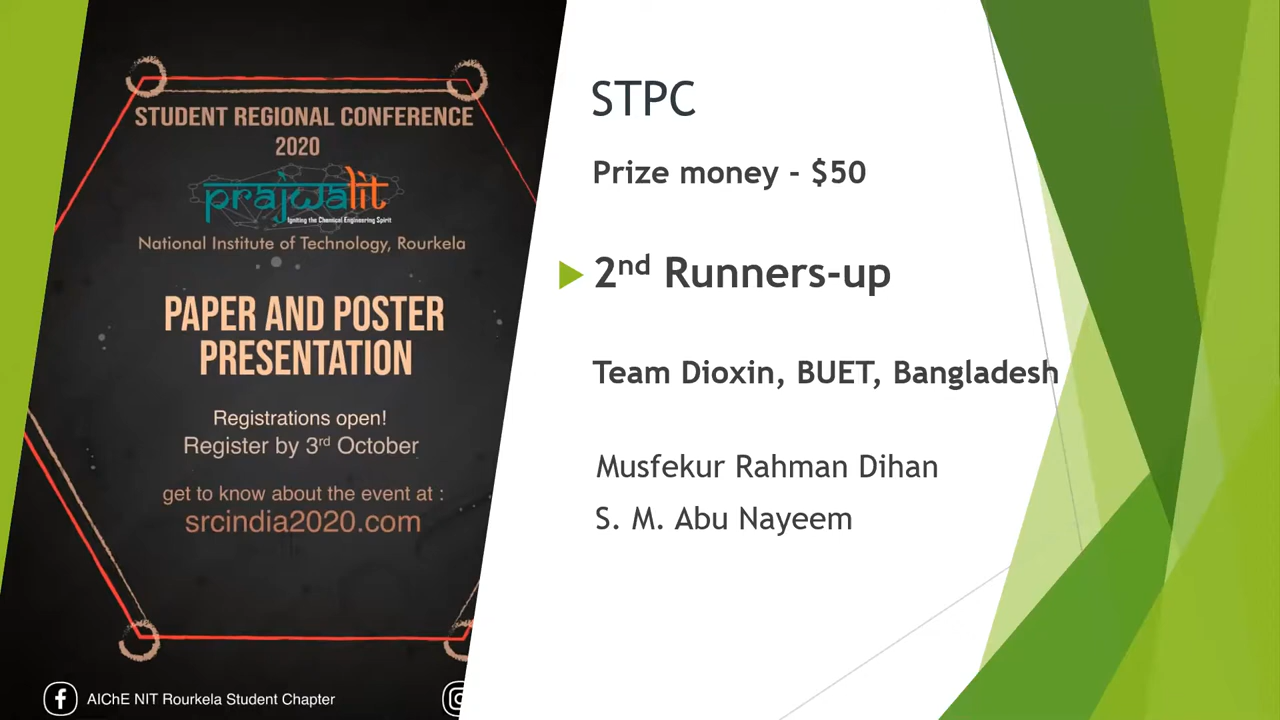 STUDENT REGIONAL CONFERENCE
2020
prajwalit
Igniting the Chemical Engineering Spirit
National Institute of Technology, Rourkela
PAPER AND POSTER
PRESENTATION
Registrations open!
Register by 3rd October
get to know about the event at :
srcindia2020.com
AIChE NIT Rourkela Student Chapter
STPC
Prize money - $50
2nd Runners-up
Team Dioxin, BUET, Bangladesh
Musfekur Rahman Dihan
S. M. Abu Nayeem